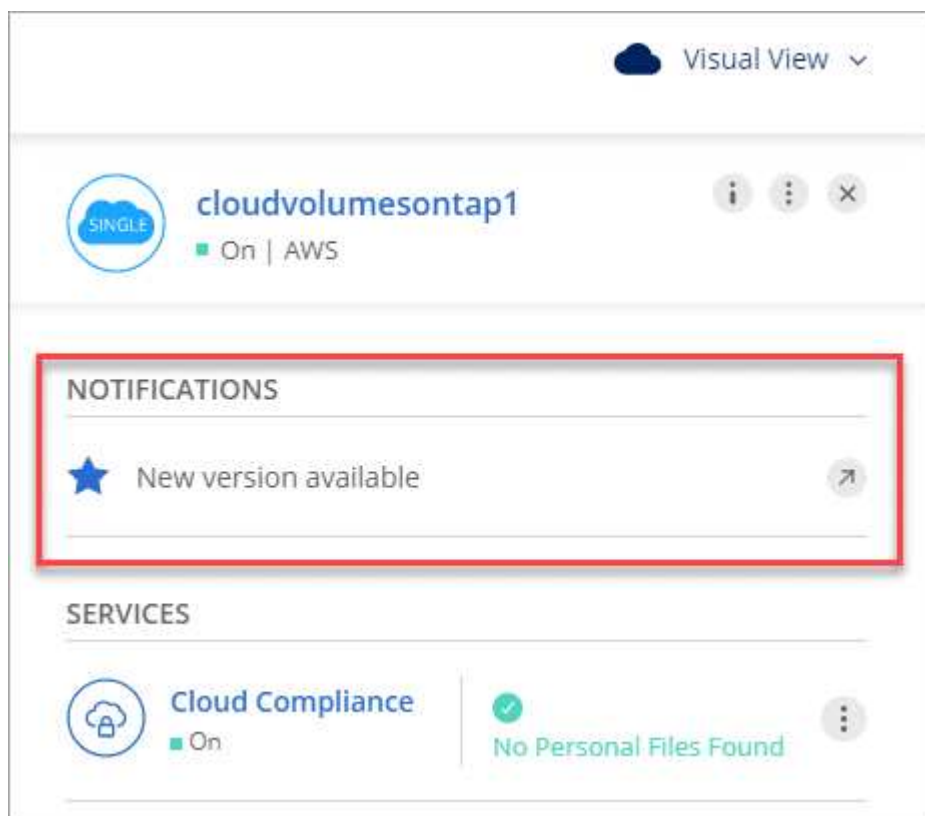 Visual View
SINGLE
cloudvolumesontap1
On | AWS
NOTIFICATIONS
New version available
SERVICES
Cloud Compliance
On
No Personal Files Found